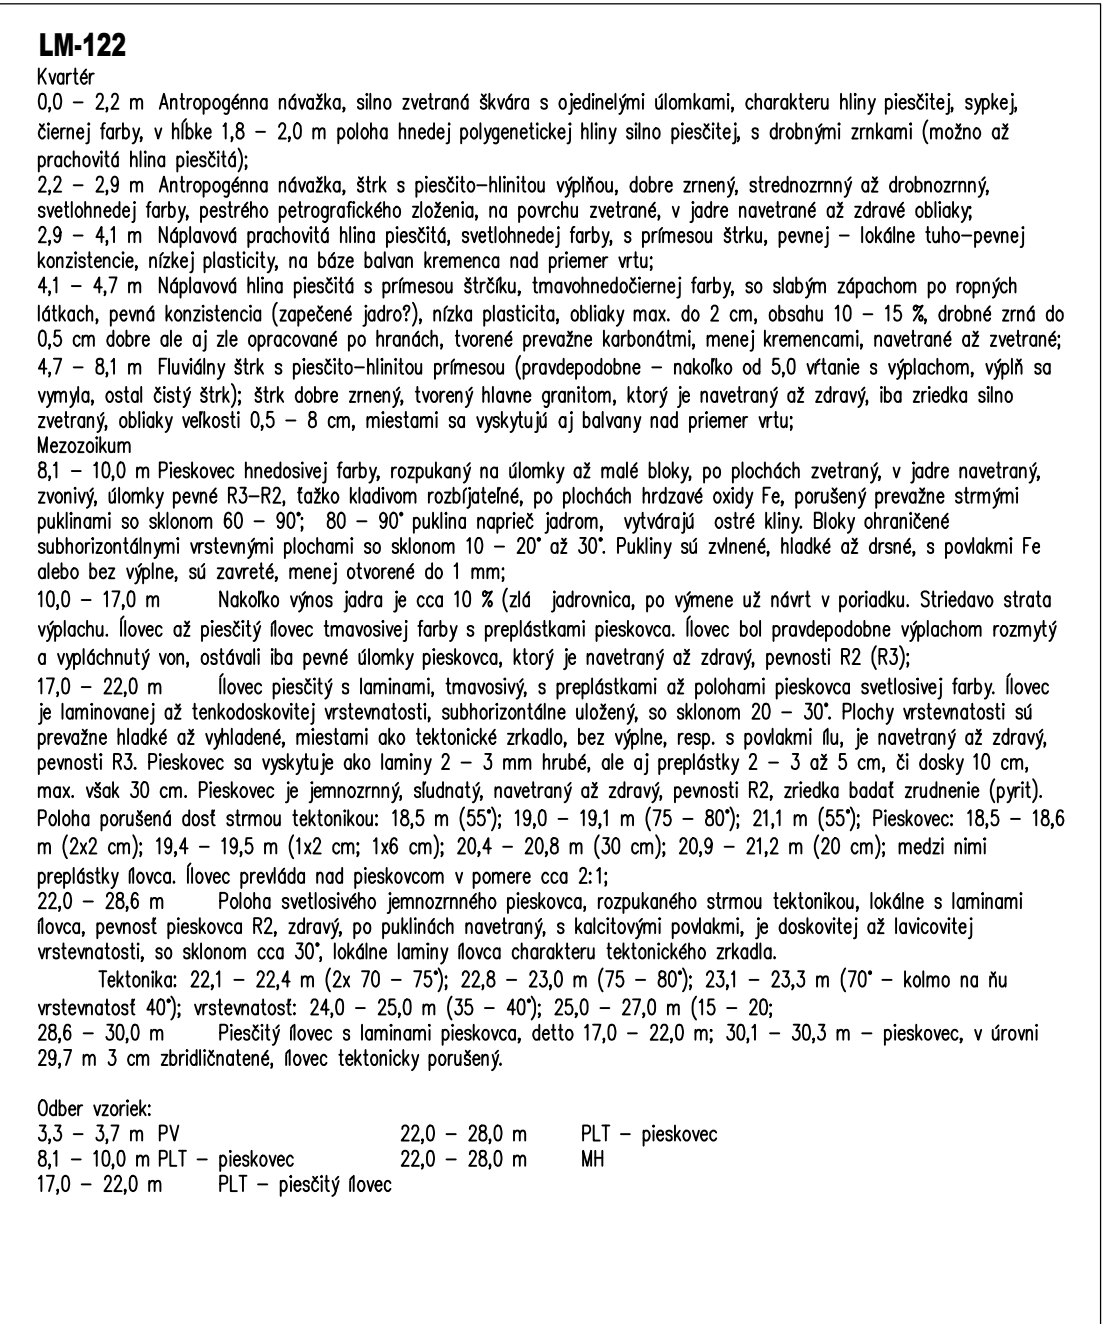 LM-122
Kvartér
0,0 – 2,2 m Antropogénna návažka, silno zvetraná škvára s ojedinelými úlomkami, charakteru hliny piesčitej, sypkej,
čiernej farby, v hĺbke 1,8 – 2,0 m poloha hnedej polygenetickej hliny silno piesčitej, s drobnými zrnkami (možno až
prachovitá hlina piesčitá);
2,2 – 2,9 m Antropogénna návažka, štrk s piesčito–hlinitou výplňou, dobre zrnený, strednozrnný až drobnozrnný,
svetlohnedej farby, pestrého petrografického zloženia, na povrchu zvetrané, v jadre navetrané až zdravé obliaky;
2,9 – 4,1 m Náplavová prachovitá hlina piesčitá, svetlohnedej farby, s prímesou štrku, pevnej – lokálne tuho–pevnej
konzistencie, nízkej plasticity, na báze balvan kremenca nad priemer vrtu;
4,1 – 4,7 m Náplavová hlina piesčitá s prímesou štrčíku, tmavohnedočiernej farby, so slabým zápachom po ropných
látkach, pevná konzistencia (zapečené jadro?), nízka plasticita, obliaky max. do 2 cm, obsahu 10 – 15 %, drobné zrná do
0,5 cm dobre ale aj zle opracované po hranách, tvorené prevažne karbonátmi, menej kremencami, navetrané až zvetrané;
4,7 – 8,1 m Fluviálny štrk s piesčito–hlinitou prímesou (pravdepodobne – nakoľko od 5,0 vŕtanie s výplachom, výplň sa
vymyla, ostal čistý štrk); štrk dobre zrnený, tvorený hlavne granitom, ktorý je navetraný až zdravý, iba zriedka silno
zvetraný, obliaky veľkosti 0,5 – 8 cm, miestami sa vyskytujú aj balvany nad priemer vrtu;
Mezozoikum
8,1 – 10,0 m Pieskovec hnedosivej farby, rozpukaný na úlomky až malé bloky, po plochách zvetraný, v jadre navetraný,
zvonivý, úlomky pevné R3–R2, ťažko kladivom rozbíjateľné, po plochách hrdzavé oxidy Fe, porušený prevažne strmými
puklinami so sklonom 60 – 90°; 80 – 90° puklina naprieč jadrom, vytvárajú ostré kliny. Bloky ohraničené
subhorizontálnymi vrstevnými plochami so sklonom 10 – 20° až 30°. Pukliny sú zvlnené, hladké až drsné, s povlakmi Fe
alebo bez výplne, sú zavreté, menej otvorené do 1 mm;
10,0 – 17,0 m Nakoľko výnos jadra je cca 10 % (zlá jadrovnica, po výmene už návrt v poriadku. Striedavo strata
výplachu. Ílovec až piesčitý ílovec tmavosivej farby s preplástkami pieskovca. Ílovec bol pravdepodobne výplachom rozmytý
a vypláchnutý von, ostávali iba pevné úlomky pieskovca, ktorý je navetraný až zdravý, pevnosti R2 (R3);
17,0 – 22,0 m Ílovec piesčitý s laminami, tmavosivý, s preplástkami až polohami pieskovca svetlosivej farby. Ílovec
je laminovanej až tenkodoskovitej vrstevnatosti, subhorizontálne uložený, so sklonom 20 – 30°. Plochy vrstevnatosti sú
prevažne hladké až vyhladené, miestami ako tektonické zrkadlo, bez výplne, resp. s povlakmi ílu, je navetraný až zdravý,
pevnosti R3. Pieskovec sa vyskytuje ako laminy 2 – 3 mm hrubé, ale aj preplástky 2 – 3 až 5 cm, či dosky 10 cm,
max. však 30 cm. Pieskovec je jemnozrnný, sľudnatý, navetraný až zdravý, pevnosti R2, zriedka badať zrudnenie (pyrit).
Poloha porušená dosť strmou tektonikou: 18,5 m (55°); 19,0 – 19,1 m (75 – 80°); 21,1 m (55°); Pieskovec: 18,5 – 18,6
m (2x2 cm); 19,4 – 19,5 m (1x2 cm; 1x6 cm); 20,4 – 20,8 m (30 cm); 20,9 – 21,2 m (20 cm); medzi nimi
preplástky ílovca. Ílovec prevláda nad pieskovcom v pomere cca 2:1;
22,0 – 28,6 m Poloha svetlosivého jemnozrnného pieskovca, rozpukaného strmou tektonikou, lokálne s laminami
ílovca, pevnosť pieskovca R2, zdravý, po puklinách navetraný, s kalcitovými povlakmi, je doskovitej až lavicovitej
vrstevnatosti, so sklonom cca 30°, lokálne laminy ílovca charakteru tektonického zrkadla.
Tektonika: 22,1 – 22,4 m (2x 70 – 75°); 22,8 – 23,0 m (75 – 80°); 23,1 – 23,3 m (70° – kolmo na ňu
vrstevnatosť 40°); vrstevnatosť: 24,0 – 25,0 m (35 – 40°); 25,0 – 27,0 m (15 – 20;
28,6 – 30,0 m Piesčitý ílovec s laminami pieskovca, detto 17,0 – 22,0 m; 30,1 – 30,3 m – pieskovec, v úrovni
29,7 m 3 cm zbridličnatené, ílovec tektonicky porušený.
Odber vzoriek:
3,3 – 3,7 m PV 22,0 – 28,0 m PLT – pieskovec
8,1 – 10,0 m PLT – pieskovec 22,0 – 28,0 m MH
17,0 – 22,0 m PLT – piesčitý ílovec